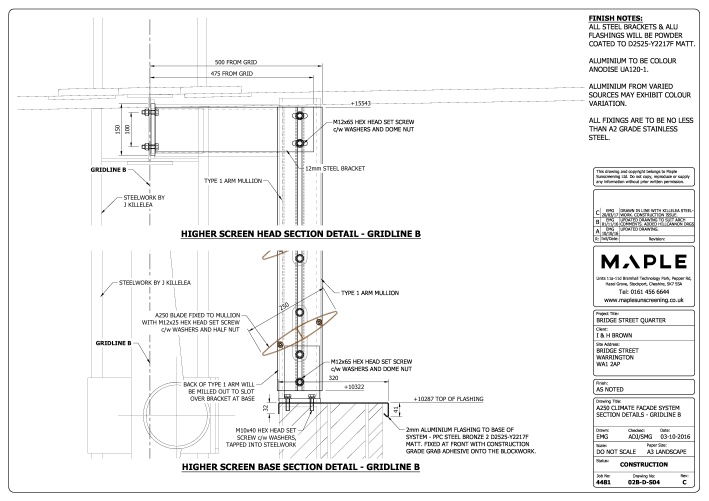 500 FROM GRID
475 FROM GRID
+15543
150
100
M12x65 HEX HEAD SET SCREW
c/w WASHERS AND DOME NUT
12mm STEEL BRACKET
GRIDLINE B
TYPE 1 ARM MULLION
STEELWORK BY
J KILLELEA
HIGHER SCREEN HEAD SECTION DETAIL - GRIDLINE B
STEELWORK BY J KILLELEA
TYPE 1 ARM MULLION
250
A250 BLADE FIXED TO MULLION
WITH M12x25 HEX HEAD SET SCREW
c/w WASHERS AND HALF NUT
GRIDLINE B
M12x65 HEX HEAD SET SCREW
c/w WASHERS AND DOME NUT
320
+10322
BACK OF TYPE 1 ARM WILL
BE MILLED OUT TO SLOT
OVER BRACKET AT BASE
+10287 TOP OF FLASHING
32
41
M10x40 HEX HEAD SET
SCREW c/w WASHERS,
TAPPED INTO STEELWORK
2mm ALUMINIUM FLASHING TO BASE OF
SYSTEM - PPC STEEL BRONZE 2 D2525-Y2217F
MATT. FIXED AT FRONT WITH CONSTRUCTION
GRADE GRAB ADHESIVE ONTO THE BLOCKWORK.
HIGHER SCREEN BASE SECTION DETAIL - GRIDLINE B
FINISH NOTES:
ALL STEEL BRACKETS & ALU
FLASHINGS WILL BE POWDER
COATED TO D2525-Y2217F MATT.
ALUMINIUM TO BE COLOUR
ANODISE UA120-1.
ALUMINIUM FROM VARIED
SOURCES MAY EXHIBIT COLOUR
VARIATION.
ALL FIXINGS ARE TO BE NO LESS
THAN A2 GRADE STAINLESS
STEEL.
This drawing and copyright belongs to Maple
Sunscreening Ltd. Do not copy, reproduce or supply
any information without prior written permission.
C EMG 20/03/17 DRAWN IN LINE WITH KILLELEA STEEL-
WORK. CONSTRUCTION ISSUE.
B EMG 01/11/16 UPDATED DRAWING TO SUIT ARCH
COMMENTS. ADDED HILLCANNON DRGS
A EMG 10/10/16 UPDATED DRAWING
Init/Date: Revision:
MAPLE
Units 11a-11d Bramhall Technology Park, Pepper Rd,
Hazel Grove, Stockport, Cheshire, SK7 5SA
Tel: 0161 456 6644
www.maplesunscreening.co.uk
Project Title:
BRIDGE STREET QUARTER
Client:
I & H BROWN
Site Address:
BRIDGE STREET
WARRINGTON
WA1 2AP
Finish:
AS NOTED
Drawing Title:
A250 CLIMATE FACADE SYSTEM
SECTION DETAILS - GRIDLINE B
Drawn: Checked: Date:
EMG ADJ/SMG 03-10-2016
Scale: Paper Size:
DO NOT SCALE A3 LANDSCAPE
Status:
CONSTRUCTION
Job No: Drawing No: Rev:
4481 02B-D-504 C